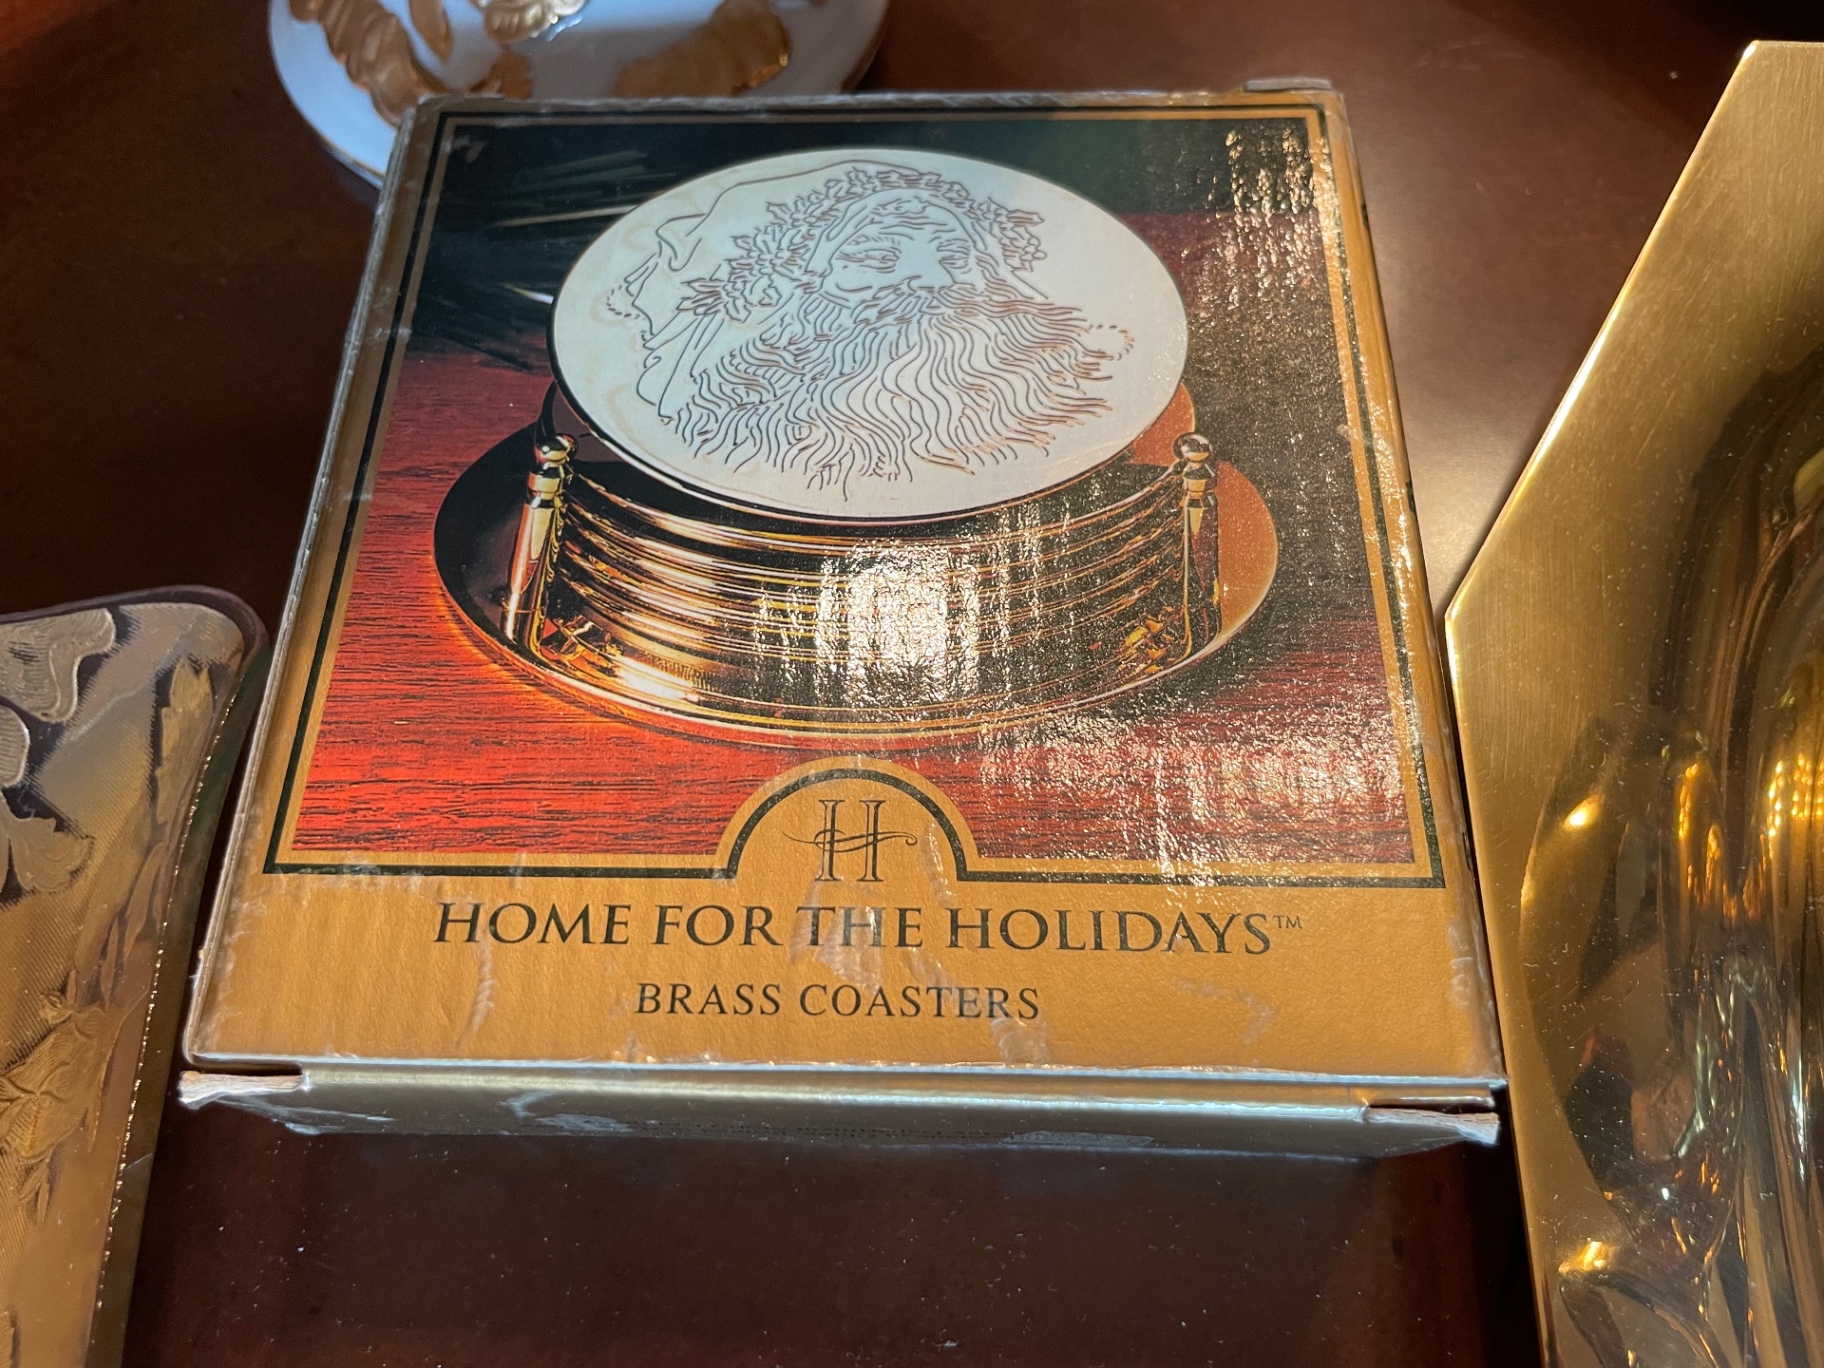 H
HOME FOR THE HOLIDAYS™
BRASS COASTERS